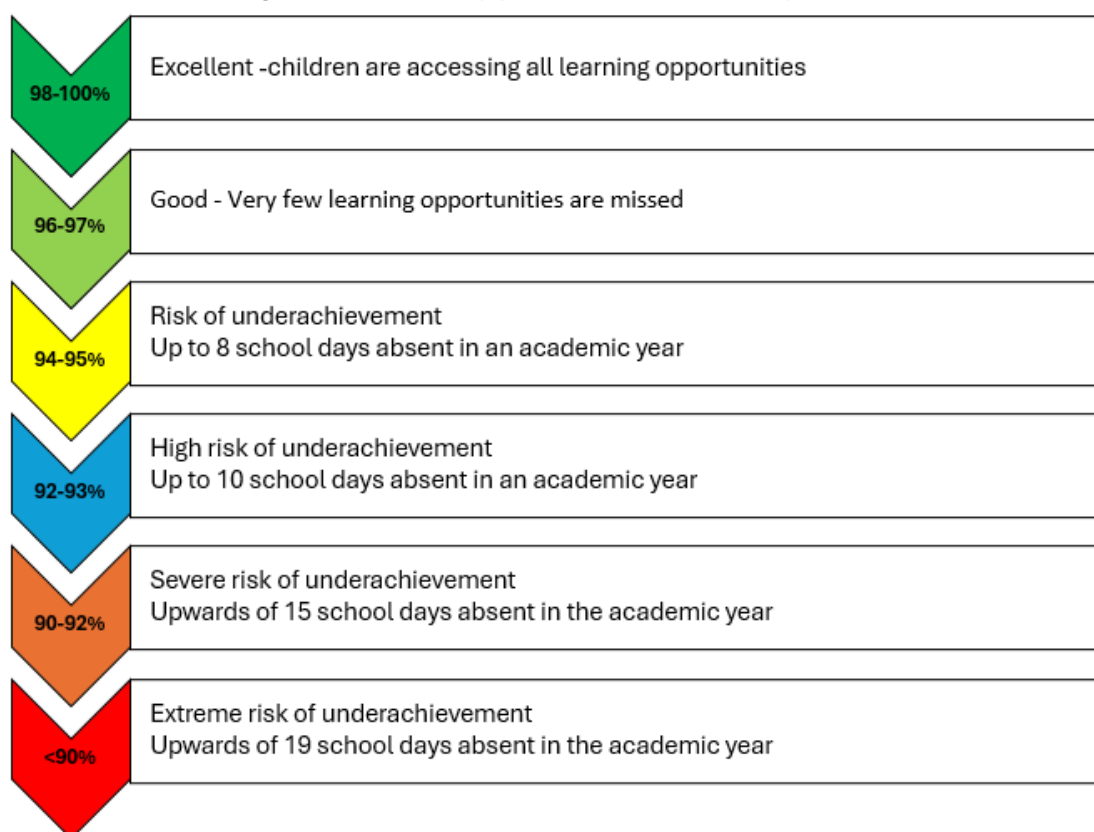 98-100%
Excellent -children are accessing all learning opportunities
96-97%
Good - Very few learning opportunities are missed
94-95%
Risk of underachievement
Up to 8 school days absent in an academic year
92-93%
High risk of underachievement
Up to 10 school days absent in an academic year
90-92%
Severe risk of underachievement
Upwards of 15 school days absent in the academic year
<90%
Extreme risk of underachievement
Upwards of 19 school days absent in the academic year